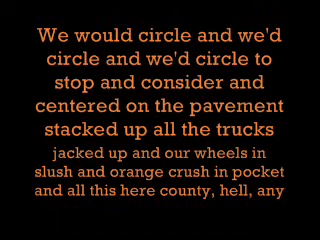 We would circle and we'd
circle and we'd circle to
stop and consider and
centered on the pavement
stacked up all the trucks
jacked up and our wheels in
slush and orange crush in pocket
and all this here county, hell, any